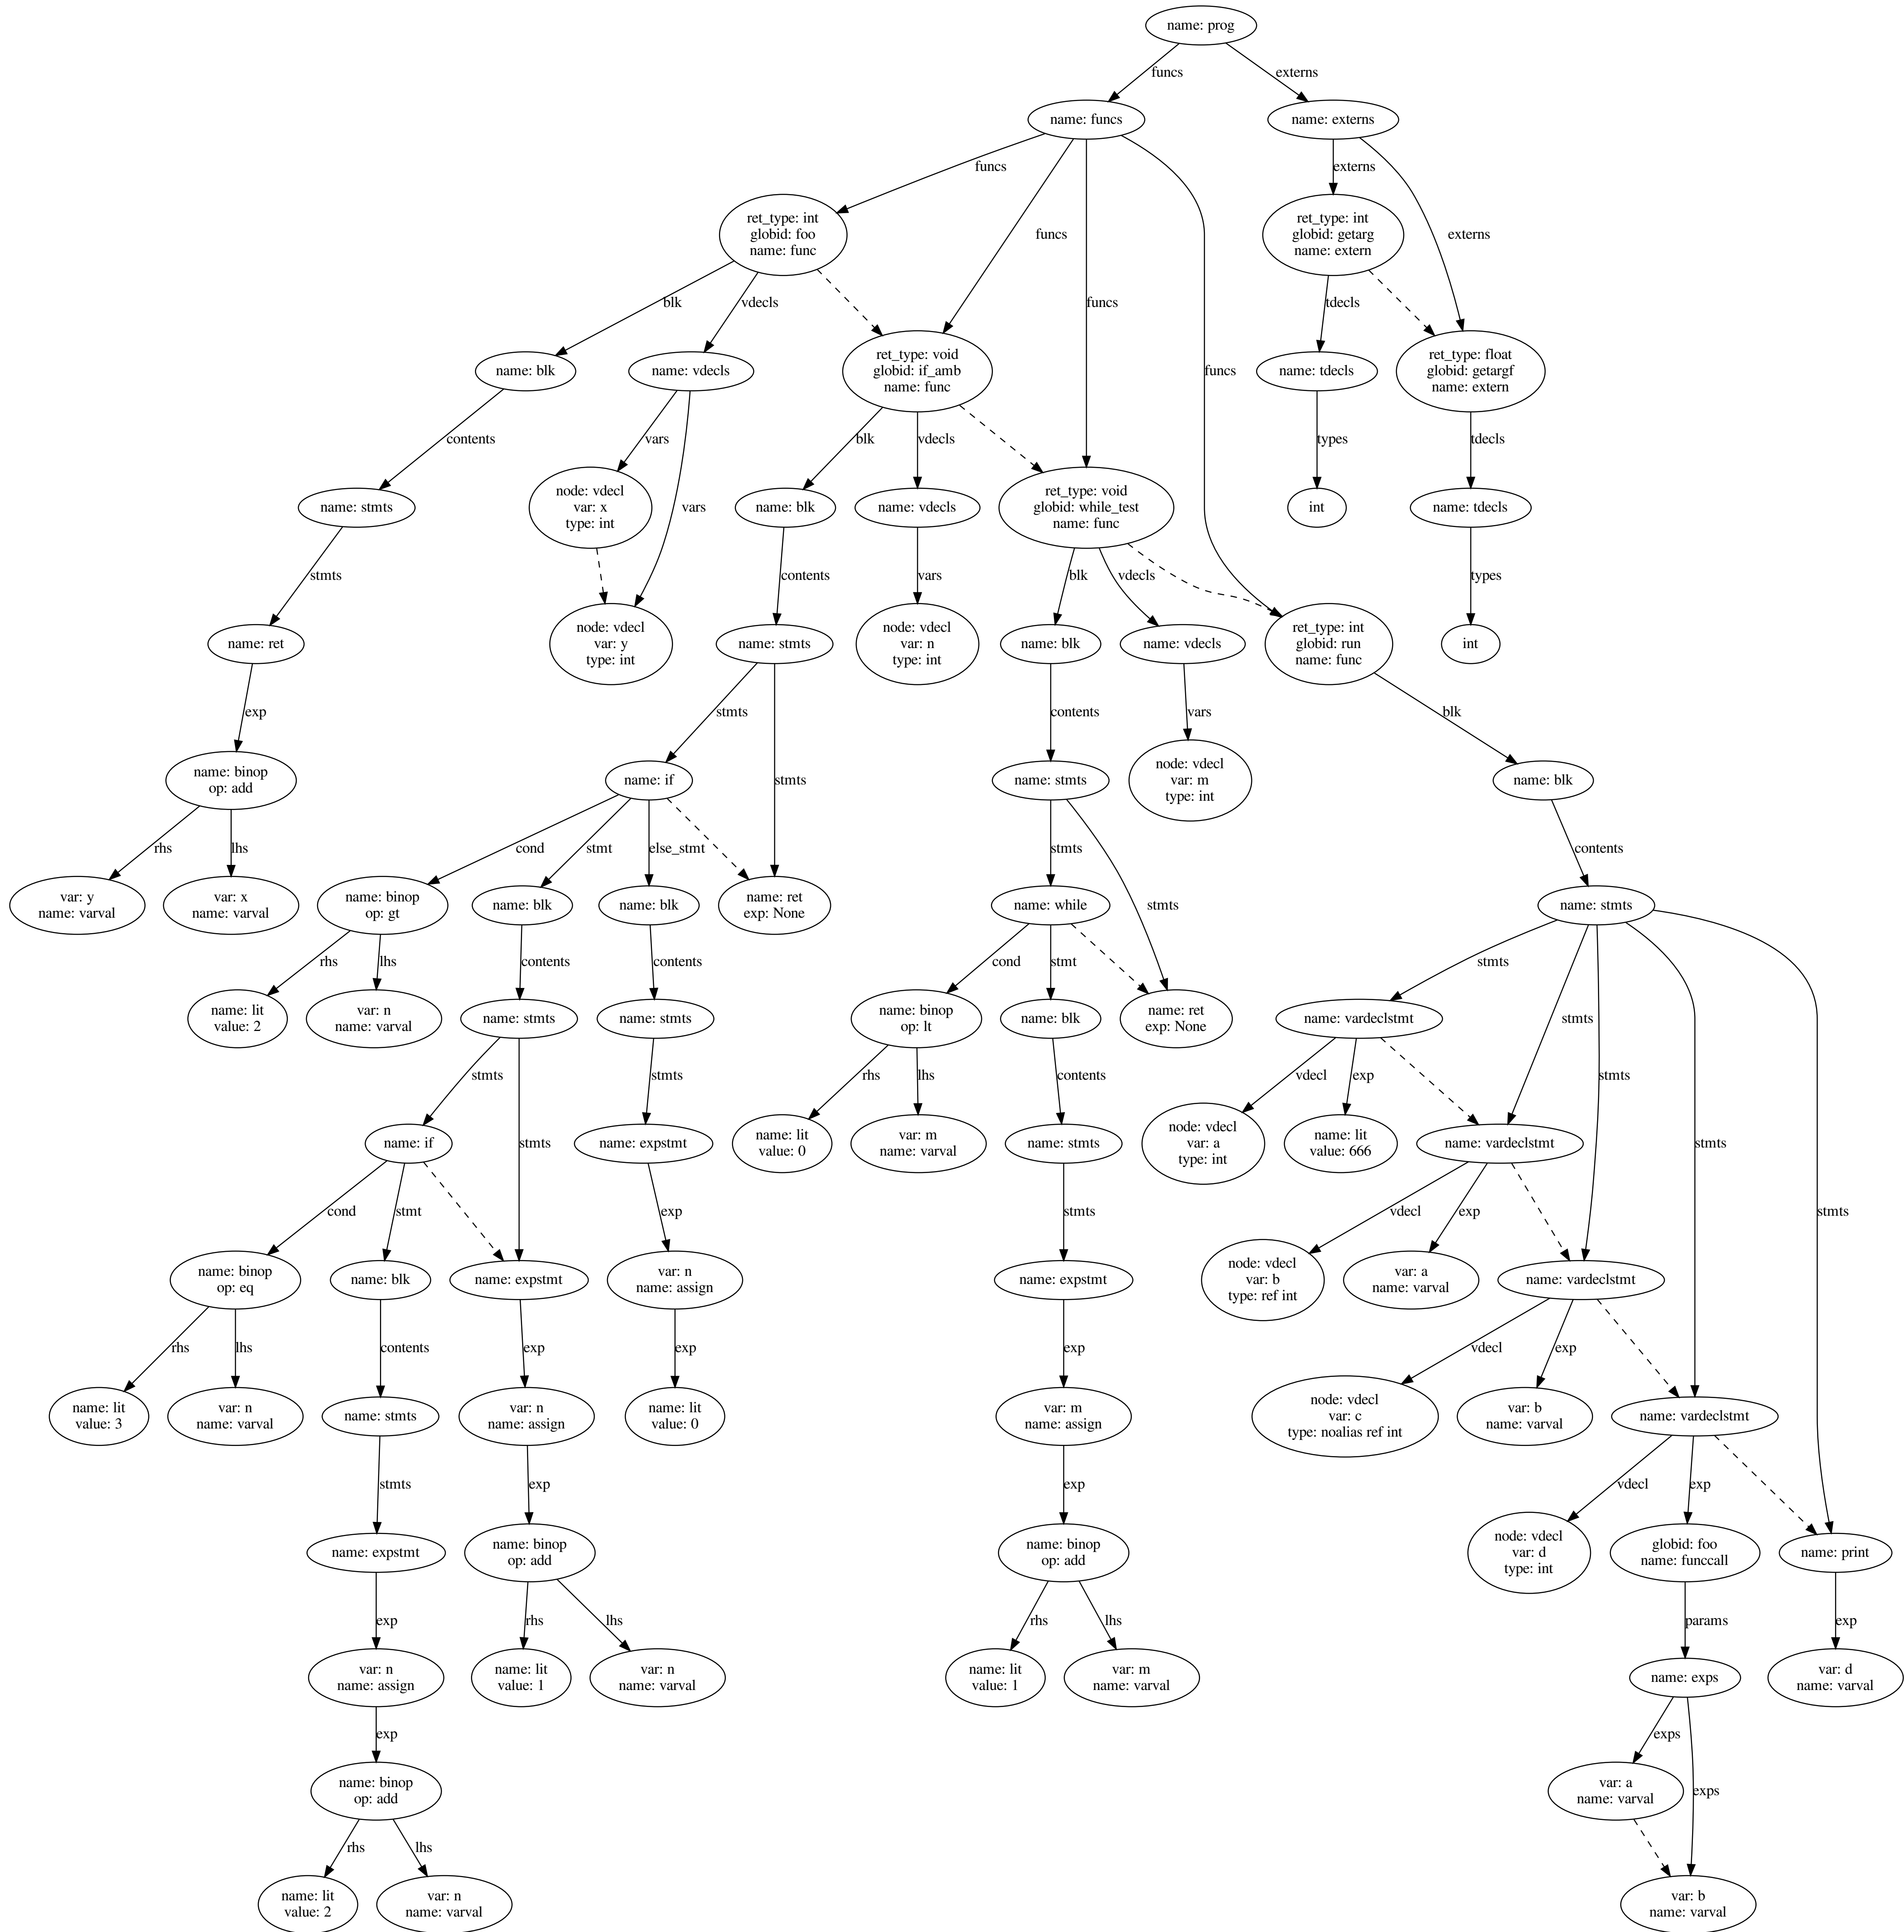 name: prog
funcs
externs
name: funcs
name: externs
funcs
externs
ret_type: int
globid: foo
name: func
funcs
ret_type: int
globid: getarg
name: extern
externs
blk
vdecls
funcs
tdecls
name: blk
name: vdecls
ret_type: void
globid: if_amb
name: func
funcs
name: tdecls
ret_type: float
globid: getargf
name: extern
contents
vars
blk
vdecls
types
tdecls
name: stmts
node: vdecl
var: x
type: int
vars
name: blk
name: vdecls
ret_type: void
globid: while_test
name: func
int
name: tdecls
stmts
contents
vars
blk
vdecls
types
name: ret
node: vdecl
var: y
type: int
name: stmts
node: vdecl
var: n
type: int
name: blk
name: vdecls
ret_type: int
globid: run
name: func
int
exp
stmts
contents
vars
blk
name: binop
op: add
name: if
stmts
name: stmts
node: vdecl
var: m
type: int
name: blk
rhs
lhs
cond
stmt
else_stmt
stmts
contents
var: y
name: varval
var: x
name: varval
name: binop
op: gt
name: blk
name: blk
name: ret
exp: None
name: while
stmts
name: stmts
rhs
lhs
contents
contents
cond
stmt
stmts
name: lit
value: 2
var: n
name: varval
name: stmts
name: stmts
name: binop
op: lt
name: blk
name: ret
exp: None
name: vardeclstmt
stmts
stmts
stmts
rhs
lhs
contents
vdecl
exp
stmts
name: if
stmts
name: expstmt
name: lit
value: 0
var: m
name: varval
name: stmts
node: vdecl
var: a
type: int
name: lit
value: 666
name: vardeclstmt
stmts
cond
stmt
exp
stmts
vdecl
exp
stmts
name: binop
op: eq
name: blk
name: expstmt
var: n
name: assign
name: expstmt
node: vdecl
var: b
type: ref int
var: a
name: varval
name: vardeclstmt
rhs
lhs
contents
exp
exp
exp
vdecl
exp
name: lit
value: 3
var: n
name: varval
name: stmts
var: n
name: assign
name: lit
value: 0
var: m
name: assign
node: vdecl
var: c
type: noalias ref int
var: b
name: varval
name: vardeclstmt
stmts
exp
exp
vdecl
exp
name: expstmt
name: binop
op: add
name: binop
op: add
node: vdecl
var: d
type: int
globid: foo
name: funccall
name: print
exp
rhs
lhs
rhs
lhs
params
exp
var: n
name: assign
name: lit
value: 1
var: n
name: varval
name: lit
value: 1
var: m
name: varval
name: exps
var: d
name: varval
exp
exps
name: binop
op: add
var: a
name: varval
exps
rhs
lhs
name: lit
value: 2
var: n
name: varval
var: b
name: varval